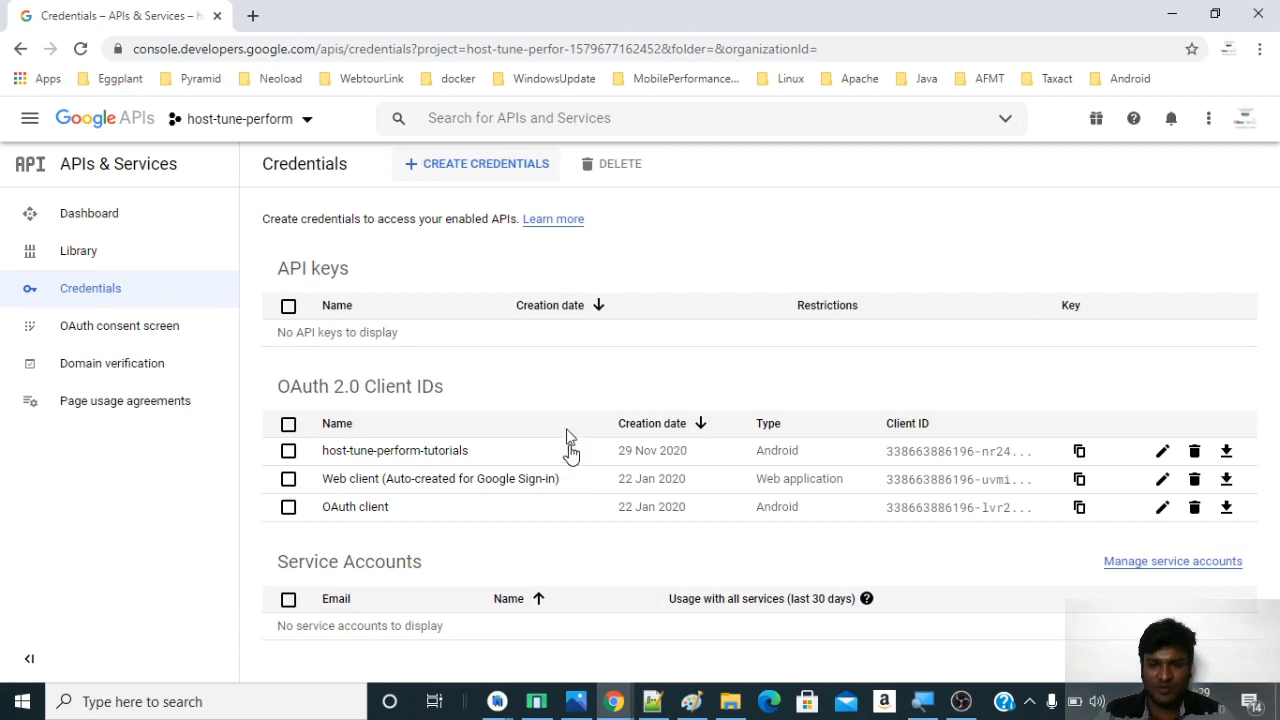 Credentials – APIs & Services – h
console.developers.google.com/apis/credentials?project=host-tune-perfor-1579677162452&folder=&organizationId=
Apps Eggplant Pyramid Neoload WebtourLink docker WindowsUpdate MobilePerformance... Linux Apache Java AFMT Taxact Android
Google APIs host-tune-perform Search for APIs and Services
API APIs & Services Credentials CREATE CREDENTIALS DELETE
Dashboard
Library
Credentials
OAuth consent screen
Domain verification
Page usage agreements
Create credentials to access your enabled APIs. Learn more
API keys
Name Creation date Restrictions Key
No API keys to display
OAuth 2.0 Client IDs
Name Creation date Type Client ID
host-tune-perform-tutorials 29 Nov 2020 Android 338663886196-nr24...
Web client (Auto-created for Google Sign-in) 22 Jan 2020 Web application 338663886196-uvmi...
OAuth client 22 Jan 2020 Android 338663886196-lvr2...
Service Accounts Manage service accounts
Email Name Usage with all services (last 30 days)
No service accounts to display
Type here to search
14